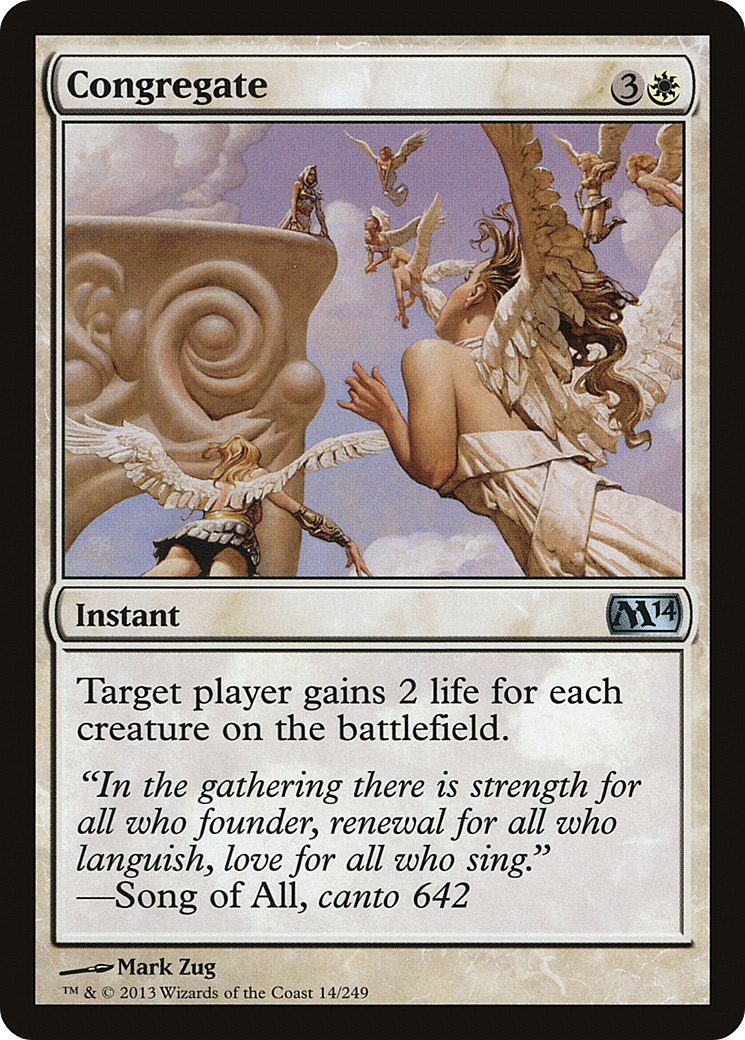 Congregate 3
Instant M14
Target player gains 2 life for each
creature on the battlefield.
“In the gathering there is strength for
all who founder, renewal for all who
languish, love for all who sing.”
—Song of All, canto 642
Mark Zug
™ & © 2013 Wizards of the Coast 14/249